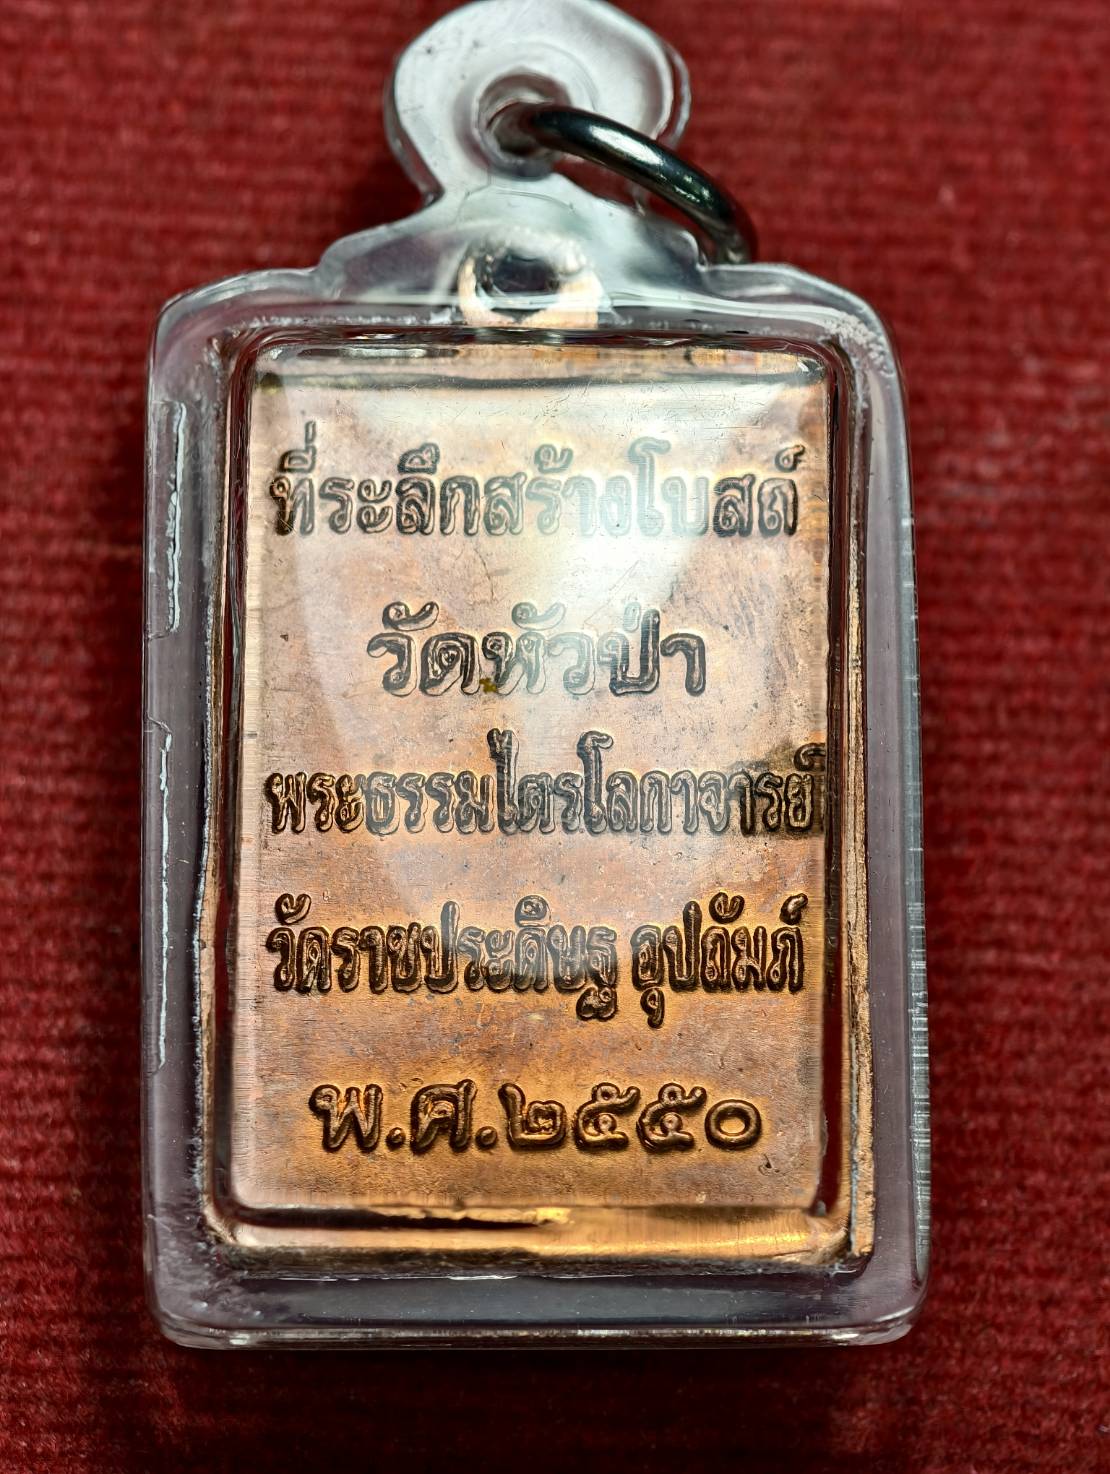 ที่ระลึกสร้างโบสถ์
วัดหัวป่า
พระธรรมไตรโลกาจารย์
วัดราชประดิษฐ อุปถัมภ์
พ.ศ.๒๕๕๐